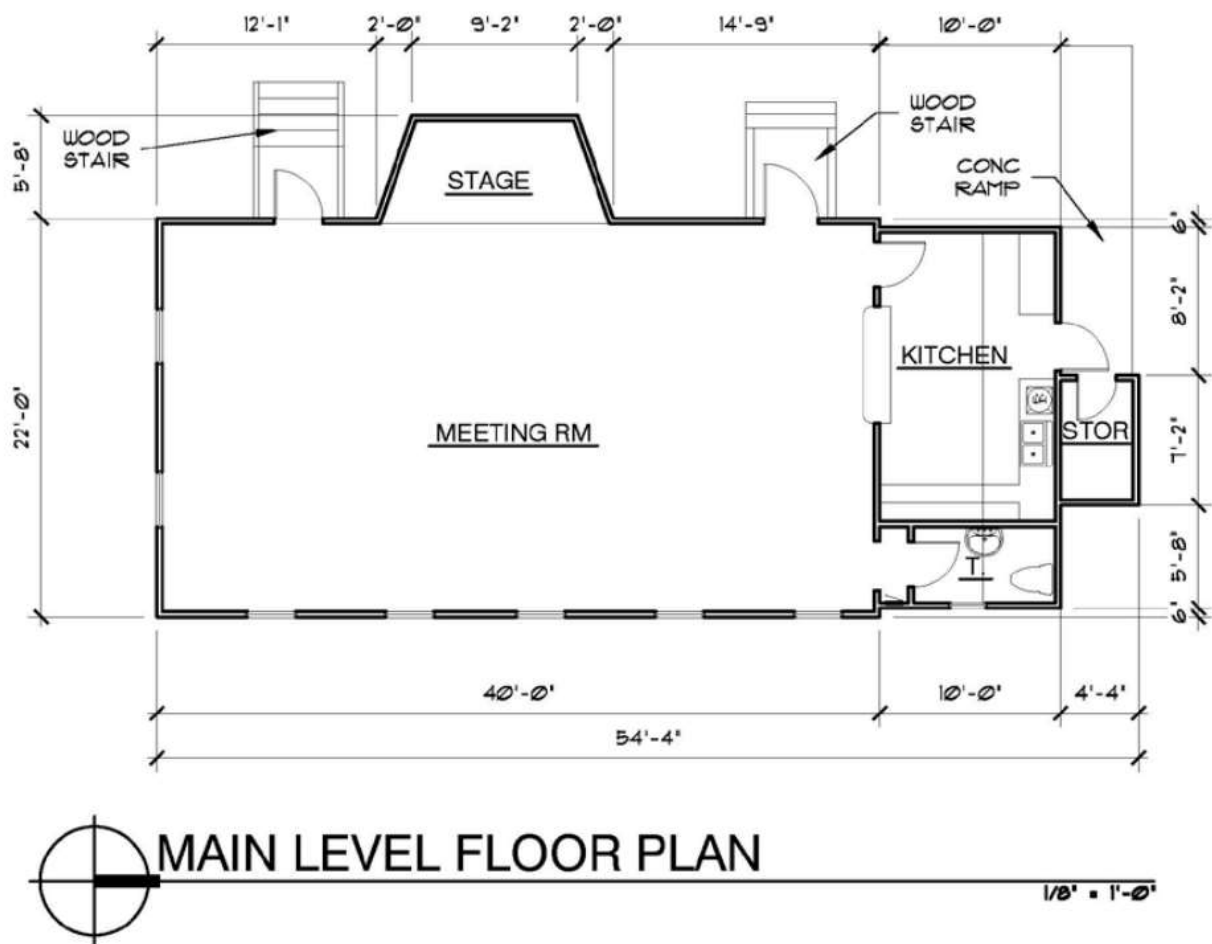 12'-1"
2'-0"
9'-2"
2'-0"
14'-9"
10'-0"
WOOD
STAIR
WOOD
STAIR
CONC
RAMP
5'-8"
STAGE
6"
8'-2"
KITCHEN
22'-0"
MEETING RM
STOR
7'-2"
5'-8"
T.
6"
40'-0"
10'-0"
4'-4"
54'-4"
MAIN LEVEL FLOOR PLAN
1/8" = 1'-0"